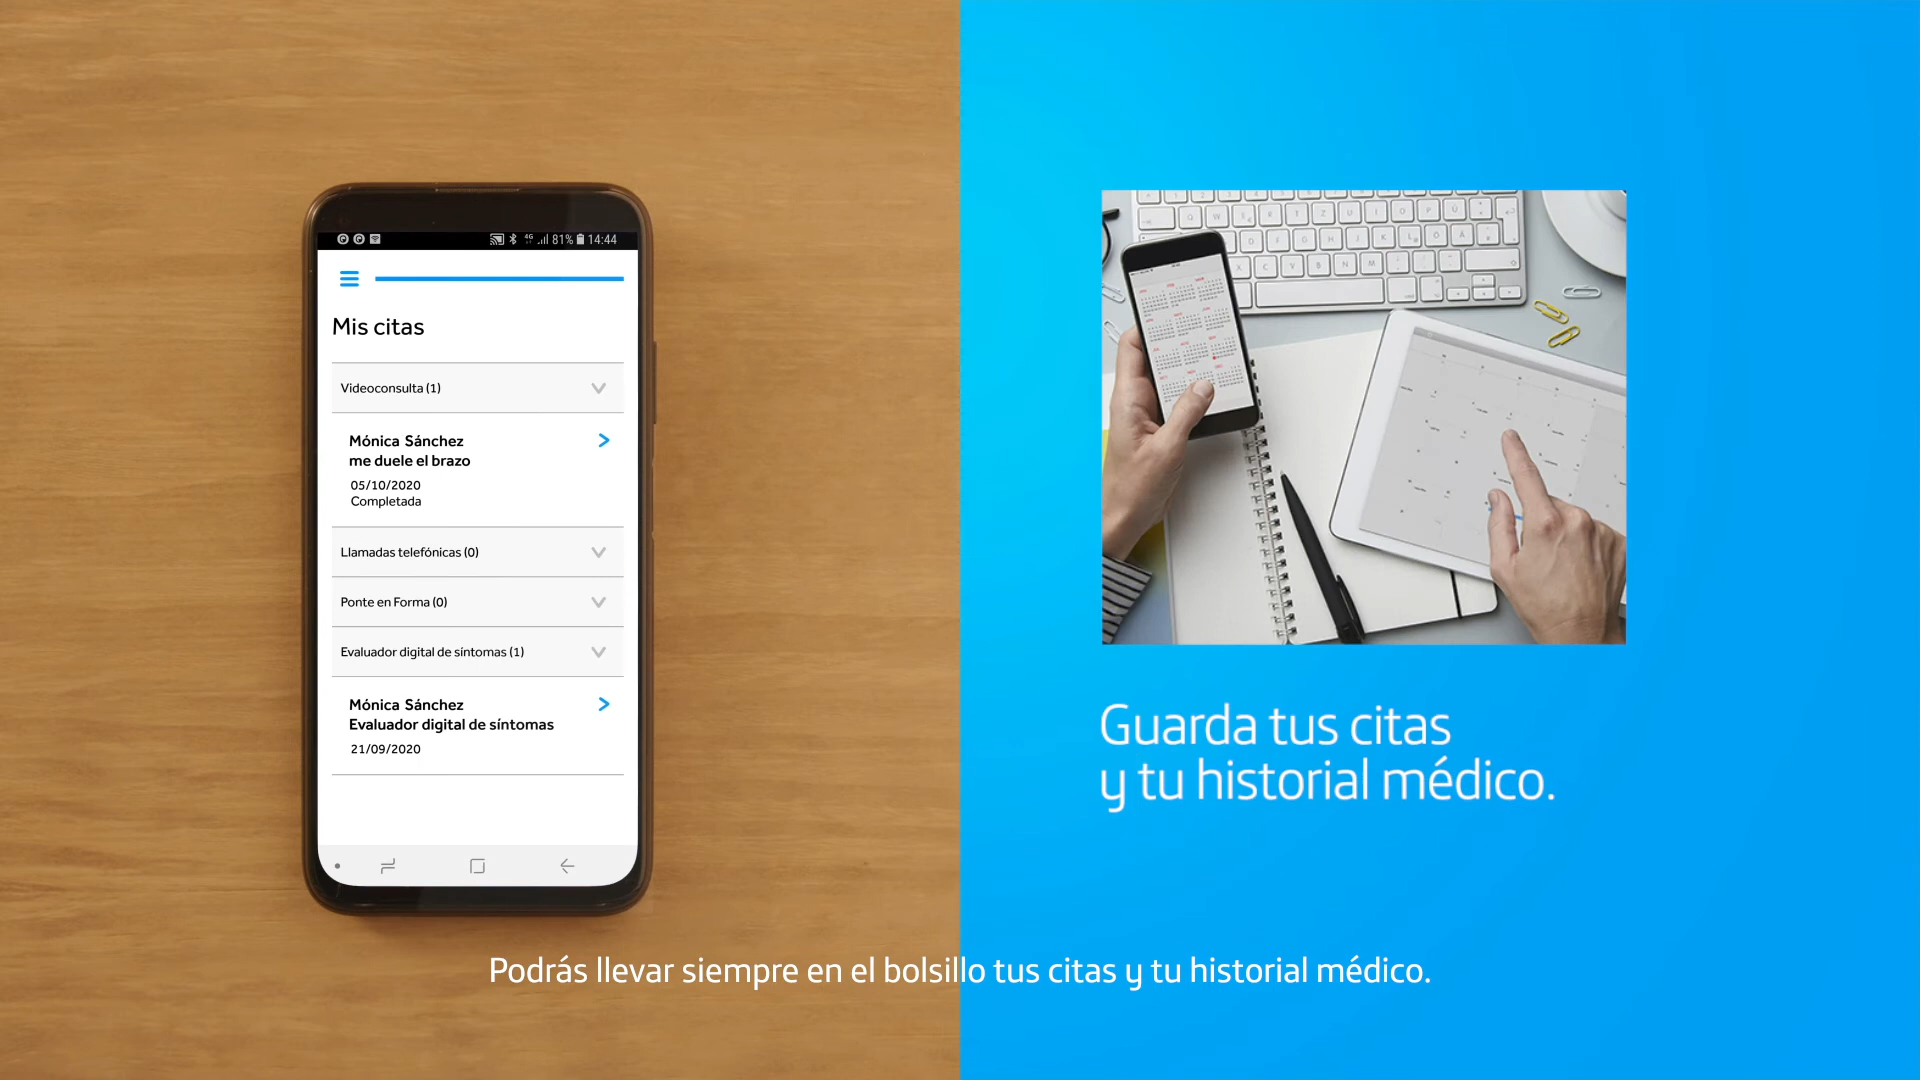 4G 81% 14:44
Mis citas
Videoconsulta (1)
Mónica Sánchez
me duele el brazo
05/10/2020
Completada
Llamadas telefónicas (0)
Ponte en Forma (0)
Evaluador digital de síntomas (1)
Mónica Sánchez
Evaluador digital de síntomas
21/09/2020
Guarda tus citas
y tu historial médico.
Podrás llevar siempre en el bolsillo tus citas y tu historial médico.